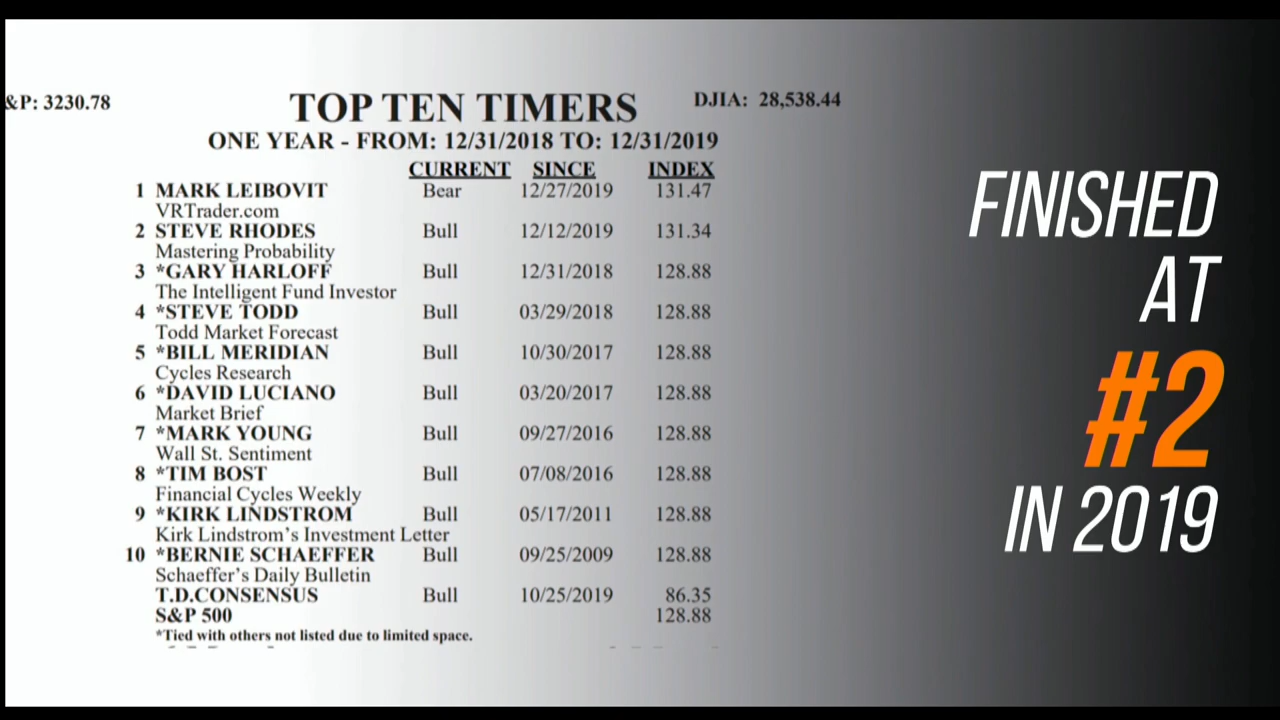 &P: 3230.78
TOP TEN TIMERS
DJIA: 28,538.44
ONE YEAR - FROM: 12/31/2018 TO: 12/31/2019
CURRENT SINCE INDEX
1 MARK LEIBOVIT Bear 12/27/2019 131.47
VRTrader.com
2 STEVE RHODES Bull 12/12/2019 131.34
Mastering Probability
3 *GARY HARLOFF Bull 12/31/2018 128.88
The Intelligent Fund Investor
4 *STEVE TODD Bull 03/29/2018 128.88
Todd Market Forecast
5 *BILL MERIDIAN Bull 10/30/2017 128.88
Cycles Research
6 *DAVID LUCIANO Bull 03/20/2017 128.88
Market Brief
7 *MARK YOUNG Bull 09/27/2016 128.88
Wall St. Sentiment
8 *TIM BOST Bull 07/08/2016 128.88
Financial Cycles Weekly
9 *KIRK LINDSTROM Bull 05/17/2011 128.88
Kirk Lindstrom's Investment Letter
10 *BERNIE SCHAEFFER Bull 09/25/2009 128.88
Schaeffer's Daily Bulletin
T.D.CONSENSUS Bull 10/25/2019 86.35
S&P 500 128.88
*Tied with others not listed due to limited space.
FINISHED
AT
#2
IN 2019